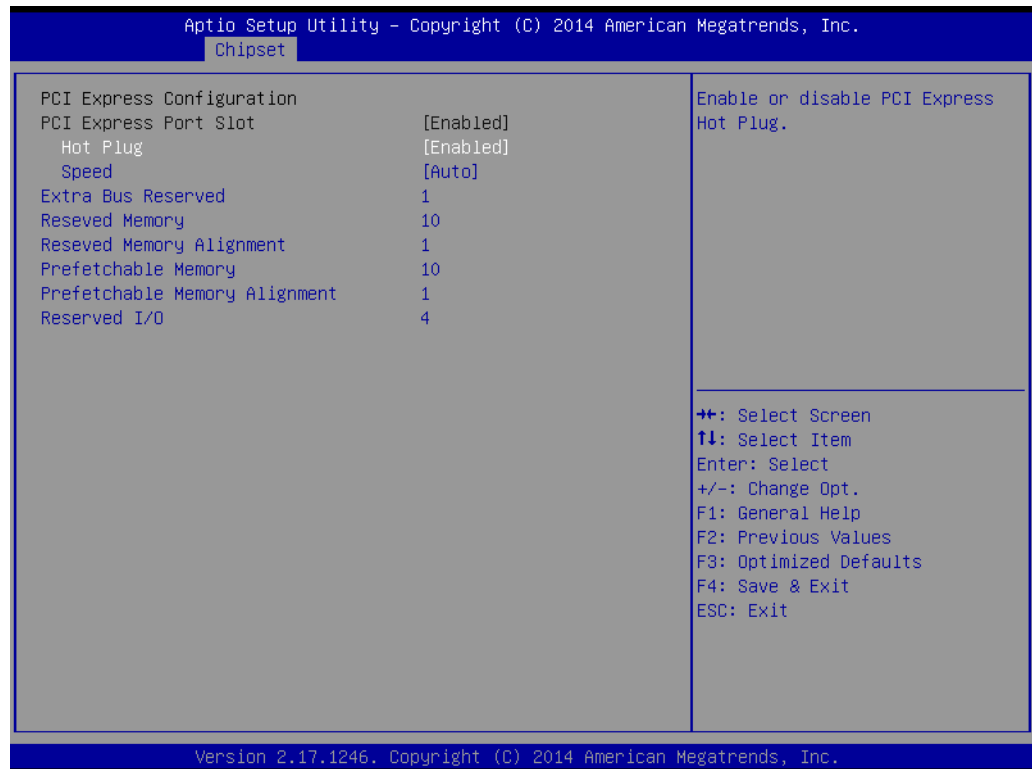 Aptio Setup Utility – Copyright (C) 2014 American Megatrends, Inc.
Chipset
PCI Express Configuration
PCI Express Port Slot [Enabled]
Hot Plug [Enabled]
Speed [Auto]
Extra Bus Reserved 1
Reseved Memory 10
Reseved Memory Alignment 1
Prefetchable Memory 10
Prefetchable Memory Alignment 1
Reserved I/O 4
Enable or disable PCI Express
Hot Plug.
→←: Select Screen
↑↓: Select Item
Enter: Select
+/-: Change Opt.
F1: General Help
F2: Previous Values
F3: Optimized Defaults
F4: Save & Exit
ESC: Exit
Version 2.17.1246. Copyright (C) 2014 American Megatrends, Inc.